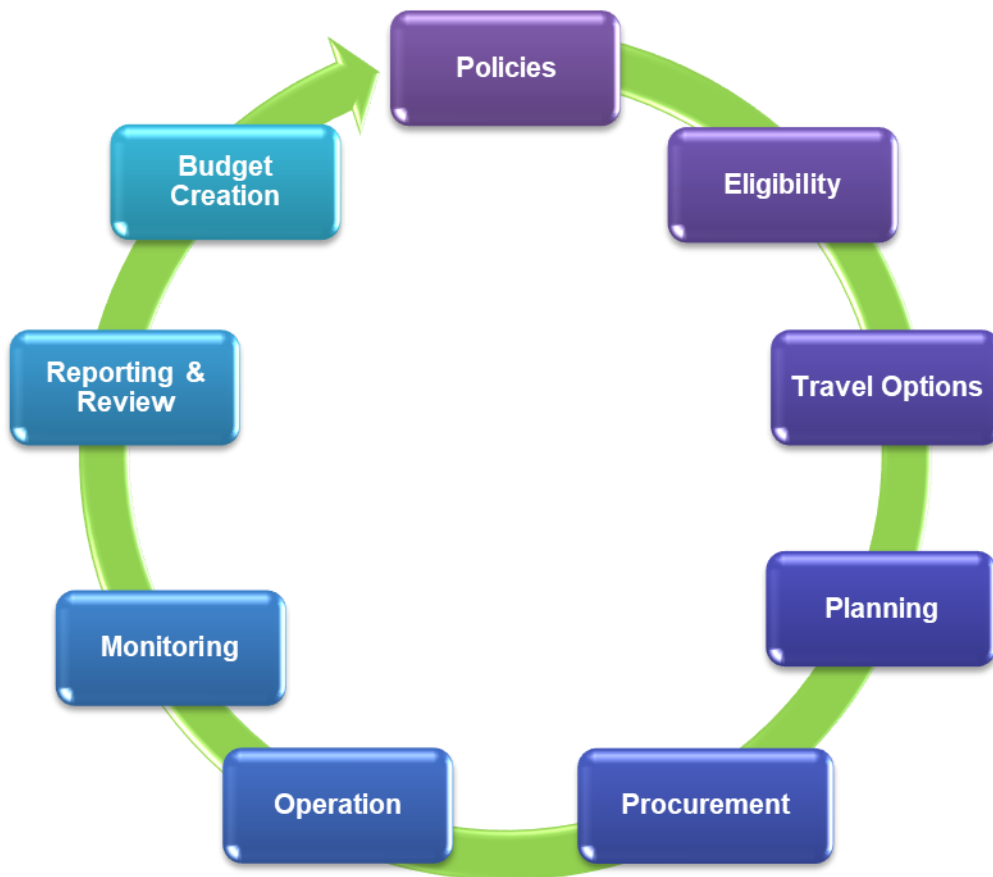 Policies
Eligibility
Travel Options
Planning
Procurement
Operation
Monitoring
Reporting &
Review
Budget
Creation